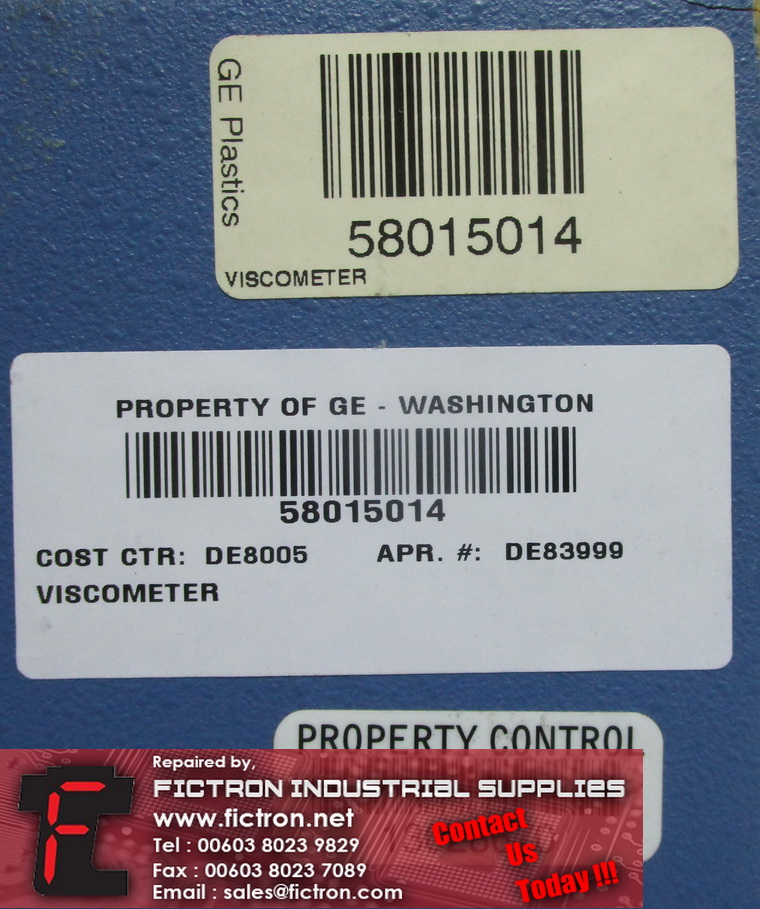 GE Plastics
58015014
VISCOMETER
PROPERTY OF GE - WASHINGTON
58015014
COST CTR: DE8005 APR. #: DE83999
VISCOMETER
PROPERTY CONTROL
Repaired by,
FICTRON INDUSTRIAL SUPPLIES
www.fictron.net
Tel : 00603 8023 9829
Fax : 00603 8023 7089
Email : sales@fictron.com
Contact
Us
Today !!!